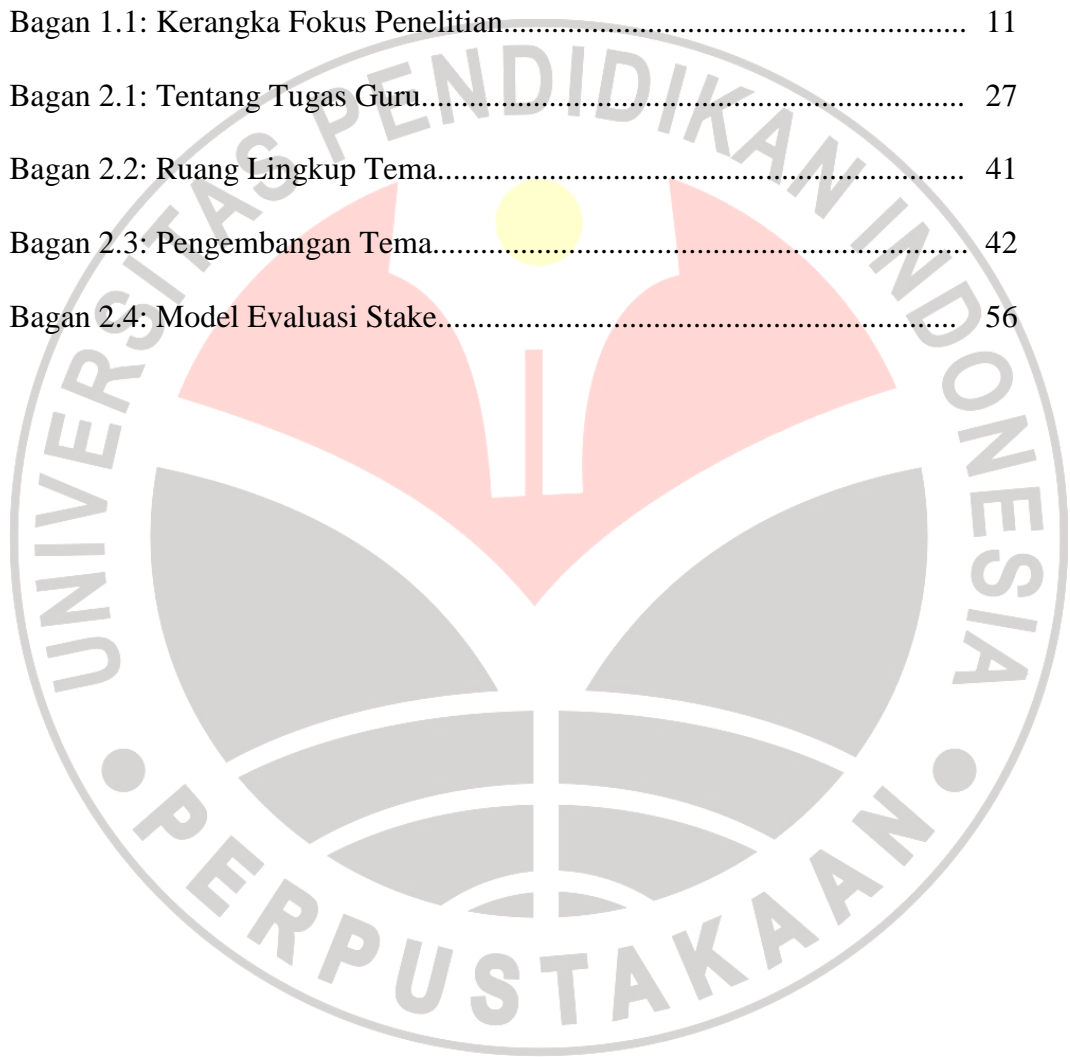 Bagan 1.1: Kerangka Fokus Penelitian.............................................................................. 11
Bagan 2.1: Tentang Tugas Guru........................................................................................... 27
Bagan 2.2: Ruang Lingkup Tema........................................................................................ 41
Bagan 2.3: Pengembangan Tema.......................................................................................... 42
Bagan 2.4: Model Evaluasi Stake....................................................................................... 56
UNIVERSITAS PENDIDIKAN INDONESIA
PERPUSTAKAAN